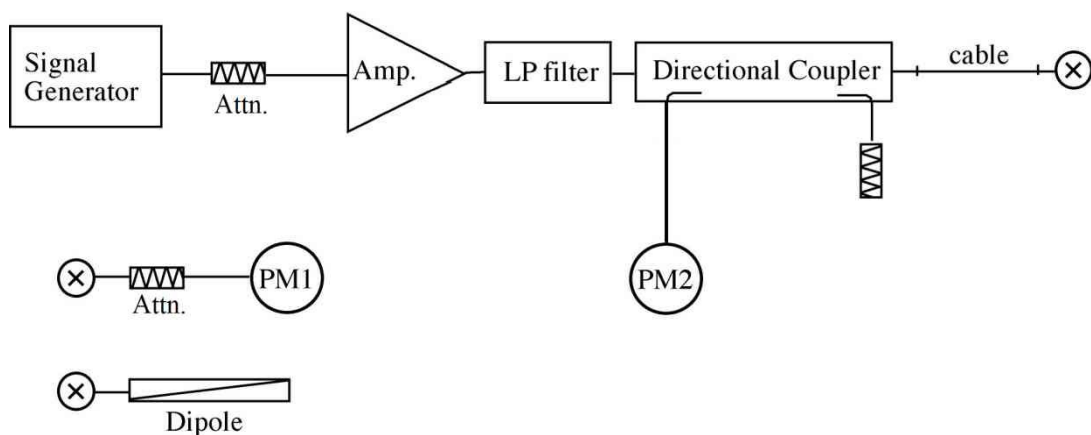 Signal
Generator
Attn.
Amp.
LP filter
Directional Coupler
cable
PM1
Attn.
PM2
Dipole